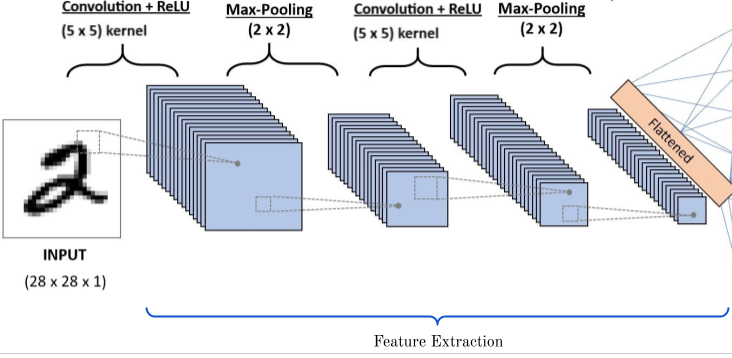 Convolution + ReLU
(5 x 5) kernel
Max-Pooling
(2 x 2)
Convolution + ReLU
(5 x 5) kernel
Max-Pooling
(2 x 2)
2
Flattened
INPUT
(28 x 28 x 1)
Feature Extraction